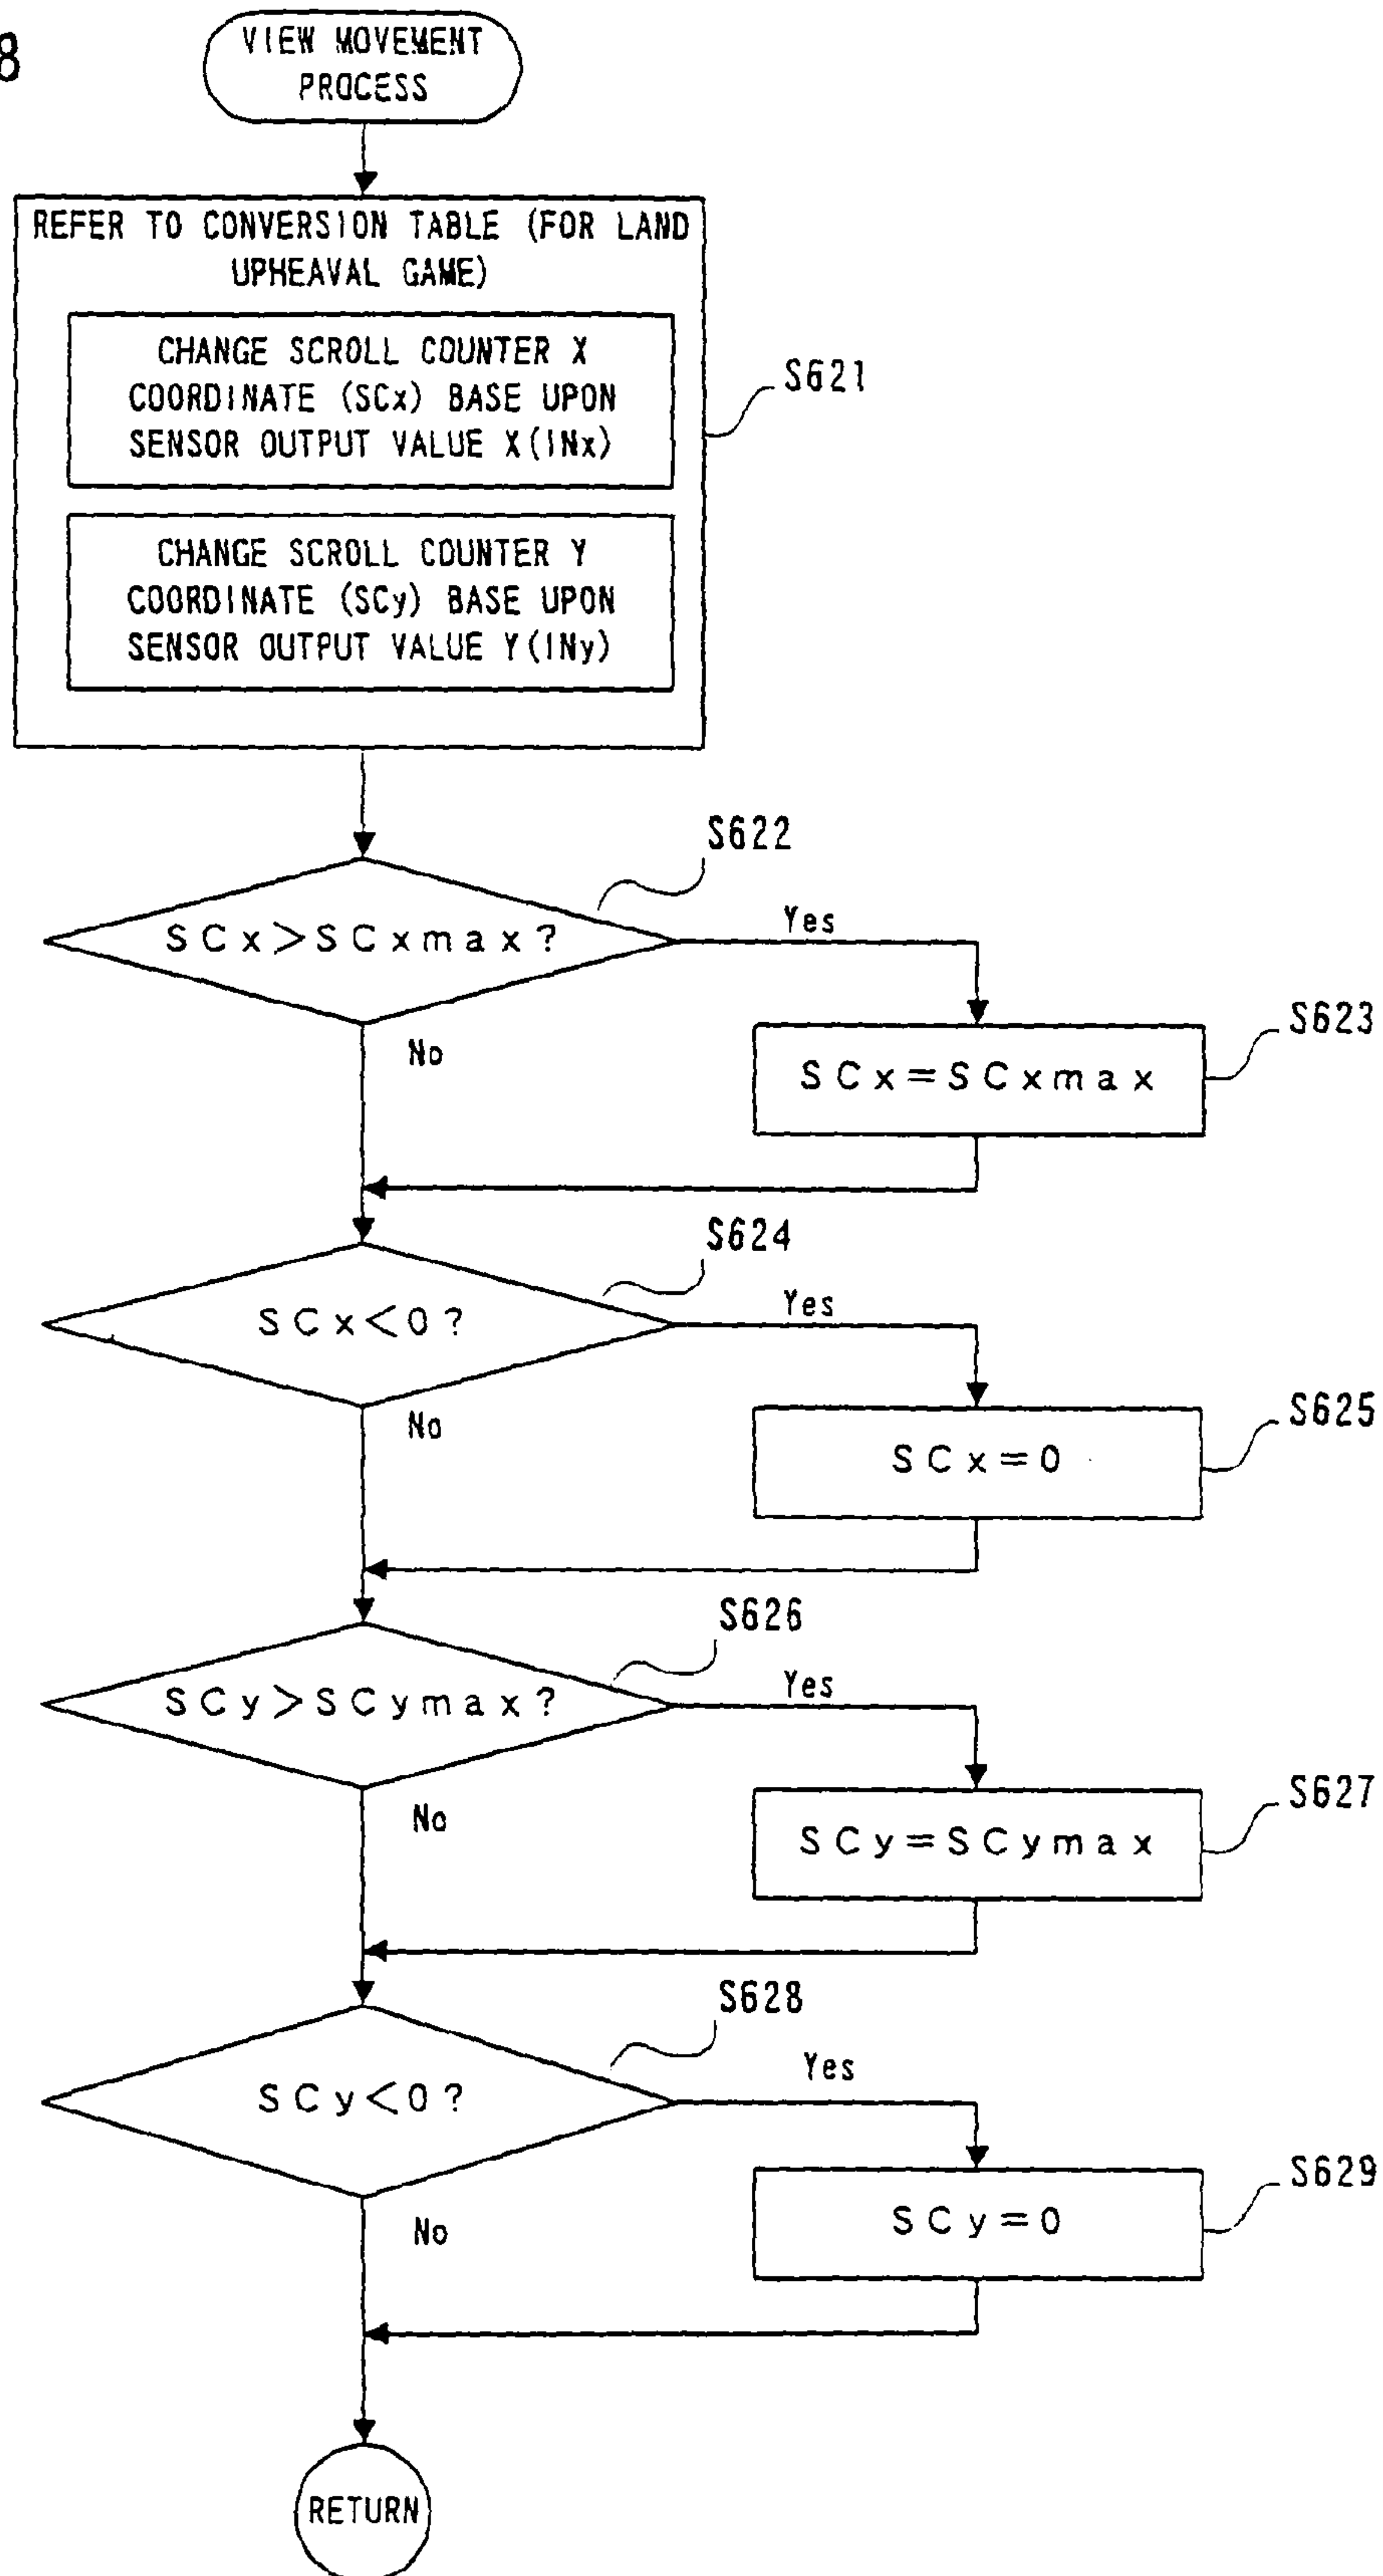 8
VIEW MOVEMENT
PROCESS
REFER TO CONVERSION TABLE (FOR LAND
UPHEAVAL GAME)
CHANGE SCROLL COUNTER X
COORDINATE (SCx) BASE UPON
SENSOR OUTPUT VALUE X(INx)
S621
CHANGE SCROLL COUNTER Y
COORDINATE (SCy) BASE UPON
SENSOR OUTPUT VALUE Y(INy)
S622
SCx>SCxmax?
Yes
No
S623
SCx=SCxmax
S624
SCx<0?
Yes
No
S625
SCx=0
S626
SCy>SCymax?
Yes
No
S627
SCy=SCymax
S628
SCy<0?
Yes
No
S629
SCy=0
RETURN